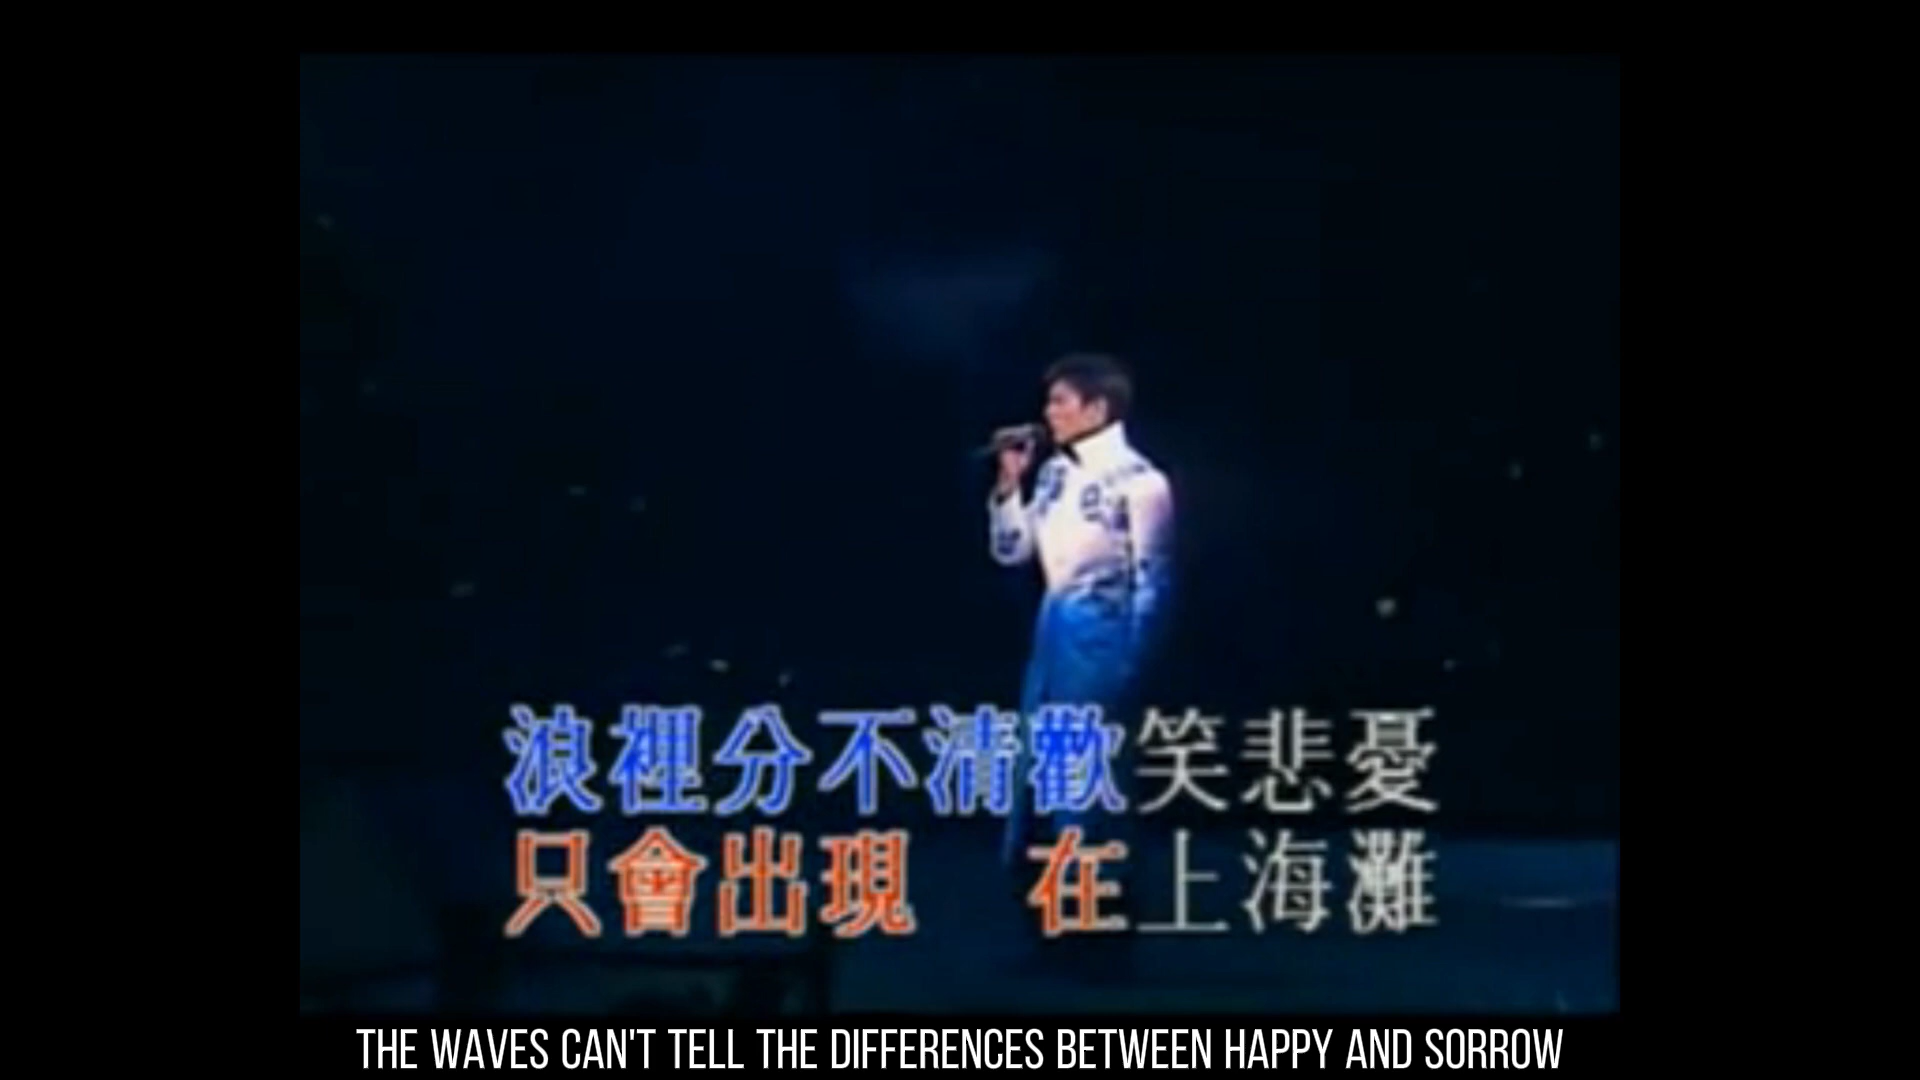 浪裡分不清歡笑悲憂
只會出現 在上海灘
THE WAVES CAN'T TELL THE DIFFERENCES BETWEEN HAPPY AND SORROW